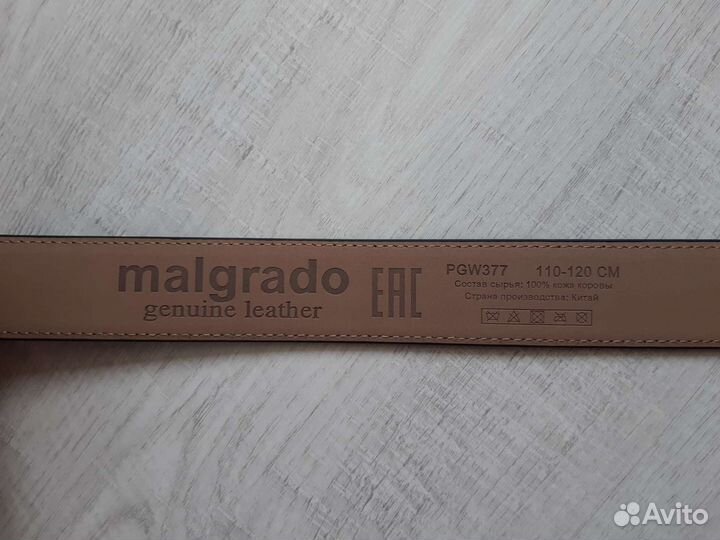 malgrado
genuine leather
EAC
PGW377 110-120 CM
Состав сырья: 100% кожа коровы
Страна производства: Китай
Avito